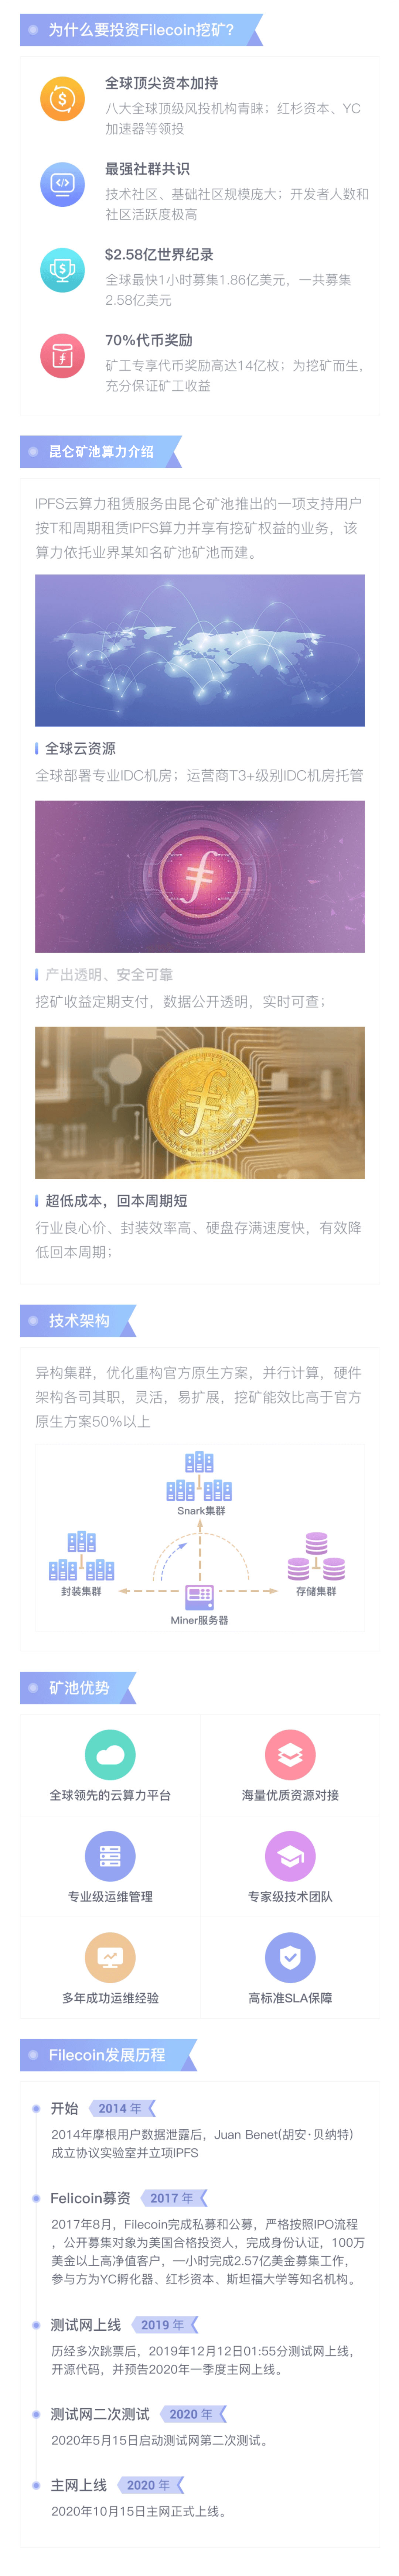 为什么要投资Filecoin挖矿?
全球顶尖资本加持
八大全球顶级风投机构青睐；红杉资本、YC
加速器等领投
最强社群共识
技术社区、基础社区规模庞大；开发者人数和
社区活跃度极高
$2.58亿世界纪录
全球最快1小时募集1.86亿美元，一共募集
2.58亿美元
70%代币奖励
矿工专享代币奖励高达14亿枚；为挖矿而生，
充分保证矿工收益
昆仑矿池算力介绍
IPFS云算力租赁服务由昆仑矿池推出的一项支持用户
按T和周期租赁IPFS算力并享有挖矿权益的业务，该
算力依托业界某知名矿池矿池而建。
全球云资源
全球部署专业IDC机房；运营商T3+级别IDC机房托管
产出透明、安全可靠
挖矿收益定期支付，数据公开透明，实时可查；
超低成本，回本周期短
行业良心价、封装效率高、硬盘存满速度快，有效降
低回本周期；
技术架构
异构集群，优化重构官方原生方案，并行计算，硬件
架构各司其职，灵活，易扩展，挖矿能效比高于官方
原生方案50%以上
Snark集群
封装集群
存储集群
Miner服务器
矿池优势
全球领先的云算力平台
海量优质资源对接
专业级运维管理
专家级技术团队
多年成功运维经验
高标准SLA保障
Filecoin发展历程
开始 2014 年
2014年摩根用户数据泄露后，Juan Benet(胡安·贝纳特)
成立协议实验室并立项IPFS
Felicoin募资 2017 年
2017年8月，Filecoin完成私募和公募，严格按照IPO流程
，公开募集对象为美国合格投资人，完成身份认证，100万
美金以上高净值客户，一小时完成2.57亿美金募集工作，
参与方为YC孵化器、红杉资本、斯坦福大学等知名机构。
测试网上线 2019 年
历经多次跳票后，2019年12月12日01:55分测试网上线，
开源代码，并预告2020年一季度主网上线。
测试网二次测试 2020 年
2020年5月15日启动测试网第二次测试。
主网上线 2020 年
2020年10月15日主网正式上线。